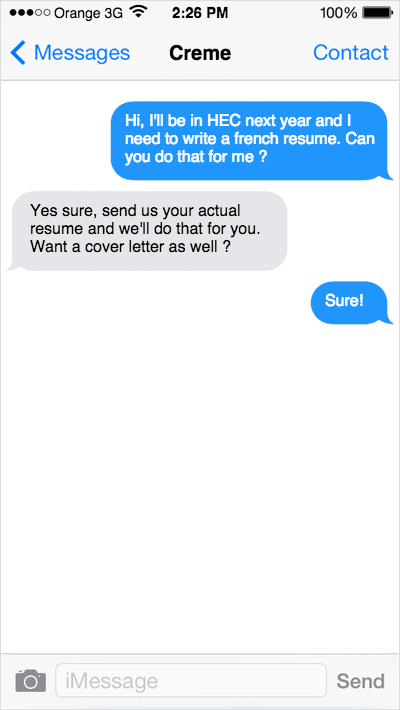 Orange 3G 2:26 PM 100%
Messages Creme Contact
Hi, I'll be in HEC next year and I
need to write a french resume. Can
you do that for me ?
Yes sure, send us your actual
resume and we'll do that for you.
Want a cover letter as well ?
Sure!
iMessage Send